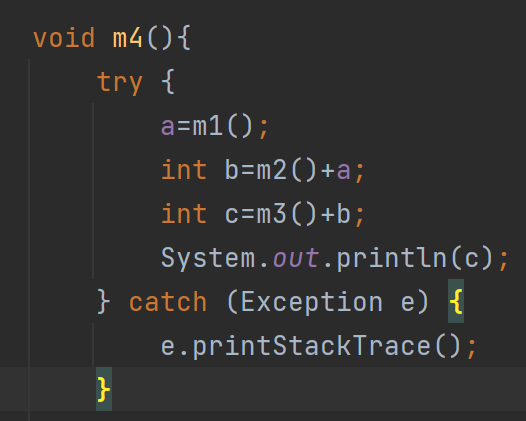 void m4(){
try {
a=m1();
int b=m2()+a;
int c=m3()+b;
System.out.println(c);
} catch (Exception e) {
e.printStackTrace();
}